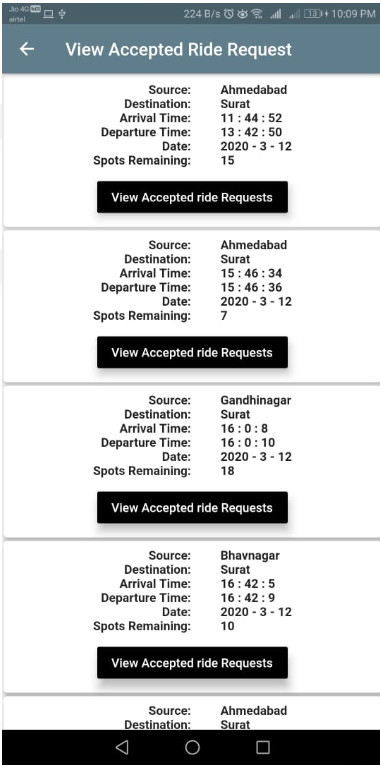 Jio 4G HD
airtel
224 B/s 13 10:09 PM
View Accepted Ride Request
Source: Ahmedabad
Destination: Surat
Arrival Time: 11 : 44 : 52
Departure Time: 13 : 42 : 50
Date: 2020 - 3 - 12
Spots Remaining: 15
View Accepted ride Requests
Source: Ahmedabad
Destination: Surat
Arrival Time: 15 : 46 : 34
Departure Time: 15 : 46 : 36
Date: 2020 - 3 - 12
Spots Remaining: 7
View Accepted ride Requests
Source: Gandhinagar
Destination: Surat
Arrival Time: 16 : 0 : 8
Departure Time: 16 : 0 : 10
Date: 2020 - 3 - 12
Spots Remaining: 18
View Accepted ride Requests
Source: Bhavnagar
Destination: Surat
Arrival Time: 16 : 42 : 5
Departure Time: 16 : 42 : 9
Date: 2020 - 3 - 12
Spots Remaining: 10
View Accepted ride Requests
Source: Ahmedabad
Destination: Surat